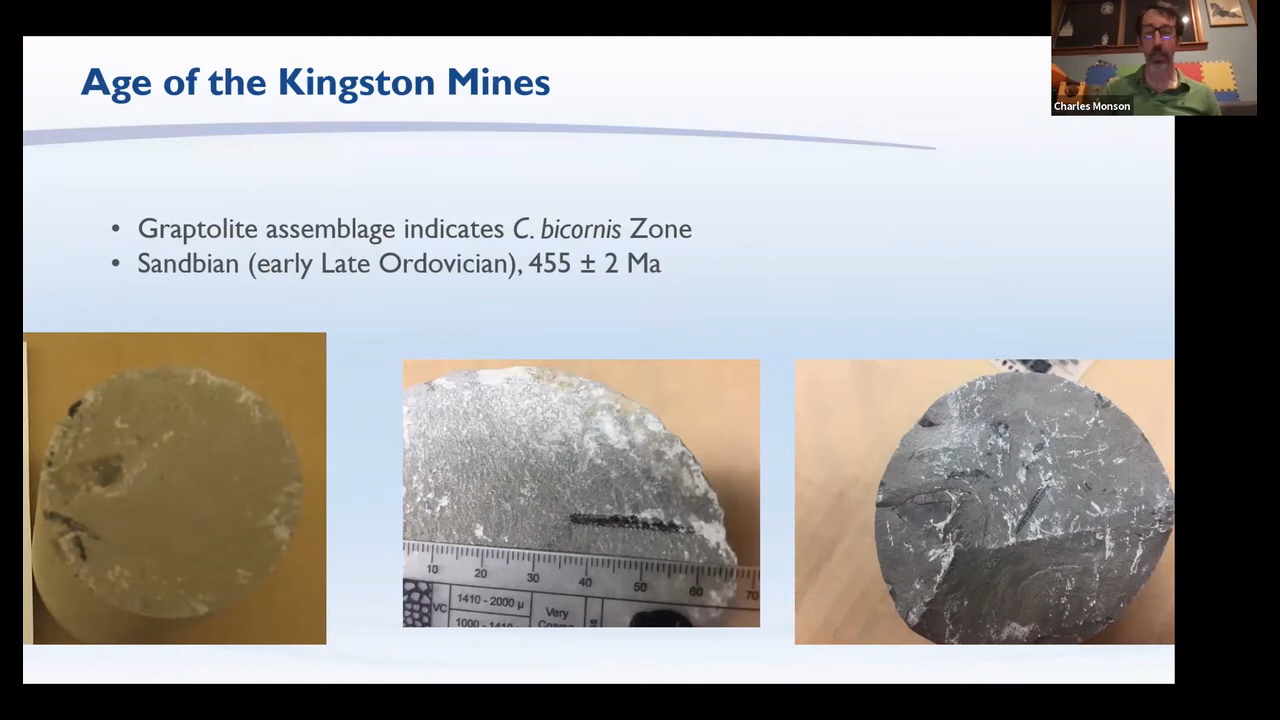 Age of the Kingston Mines
Charles Monson
• Graptolite assemblage indicates C. bicornis Zone
• Sandbian (early Late Ordovician), 455 ± 2 Ma
10 20 30 40 50 60 70
VC
1410 - 2000 µ
Very
1000 - 1410